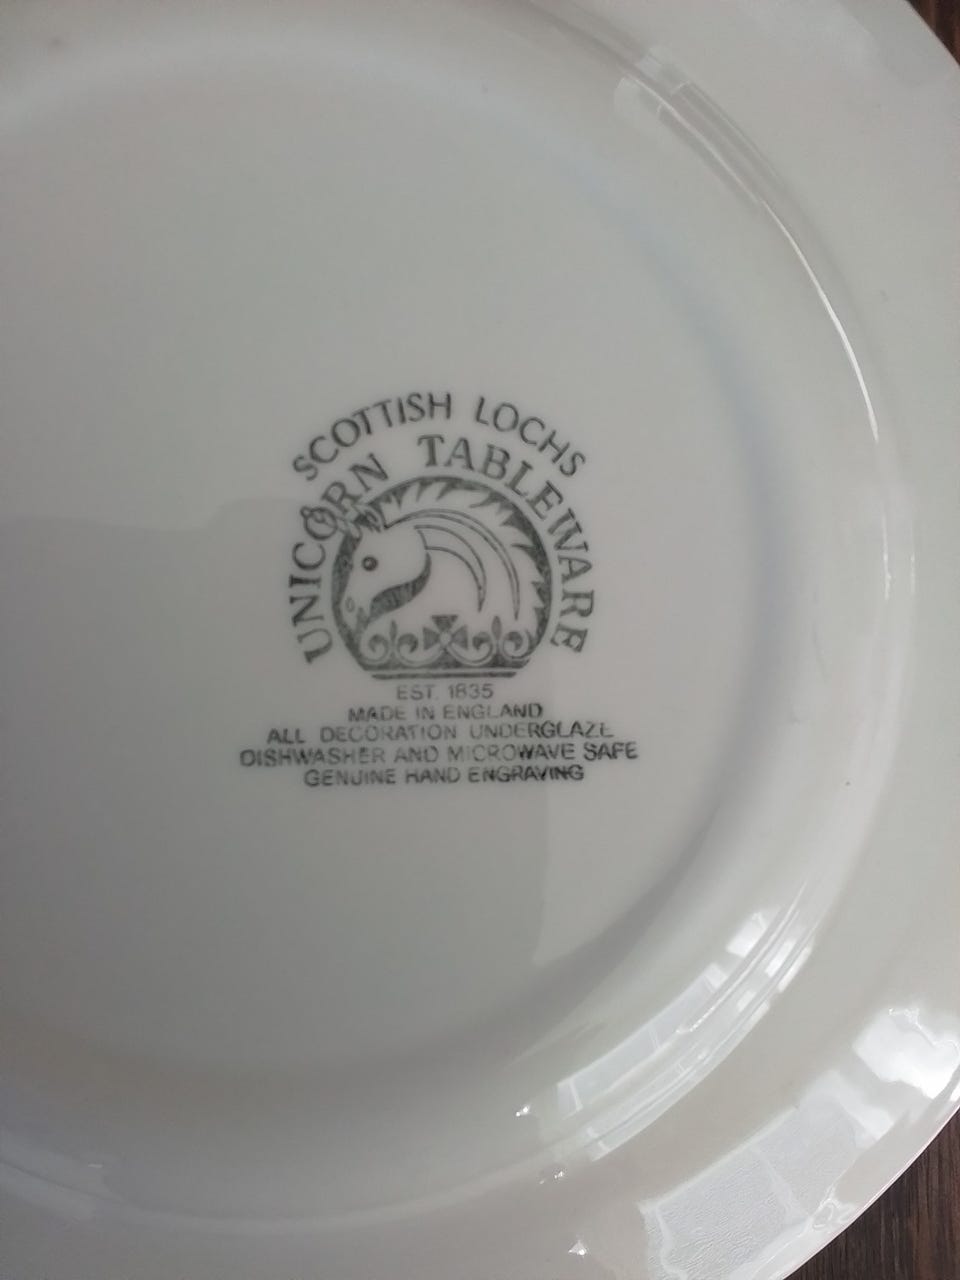 SCOTTISH LOCHS
UNICORN TABLEWARE
EST. 1835
MADE IN ENGLAND
ALL DECORATION UNDERGLAZE
DISHWASHER AND MICROWAVE SAFE
GENUINE HAND ENGRAVING